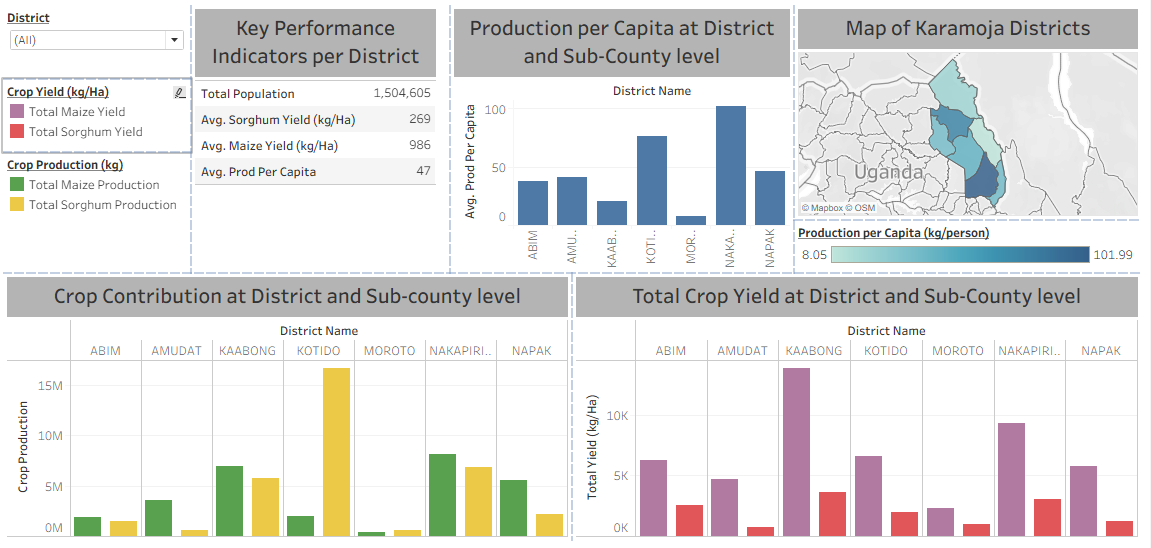 District
(All)
Crop Yield (kg/Ha)
Total Maize Yield
Total Sorghum Yield
Crop Production (kg)
Total Maize Production
Total Sorghum Production
Key Performance
Indicators per District
Total Population 1,504,605
Avg. Sorghum Yield (kg/Ha) 269
Avg. Maize Yield (kg/Ha) 986
Avg. Prod Per Capita 47
Production per Capita at District
and Sub-County level
District Name
Avg. Prod Per Capita
100
50
0
ABIM
AMU..
KAAB..
KOTI..
MOR..
NAKA..
NAPAK
Map of Karamoja Districts
Uganda
© Mapbox © OSM
Production per Capita (kg/person)
8.05 101.99
Crop Contribution at District and Sub-county level
District Name
ABIM AMUDAT KAABONG KOTIDO MOROTO NAKAPIRI.. NAPAK
Crop Production
15M
10M
5M
0M
Total Crop Yield at District and Sub-County level
District Name
ABIM AMUDAT KAABONG KOTIDO MOROTO NAKAPIRI.. NAPAK
Total Yield (kg/Ha)
10K
5K
0K